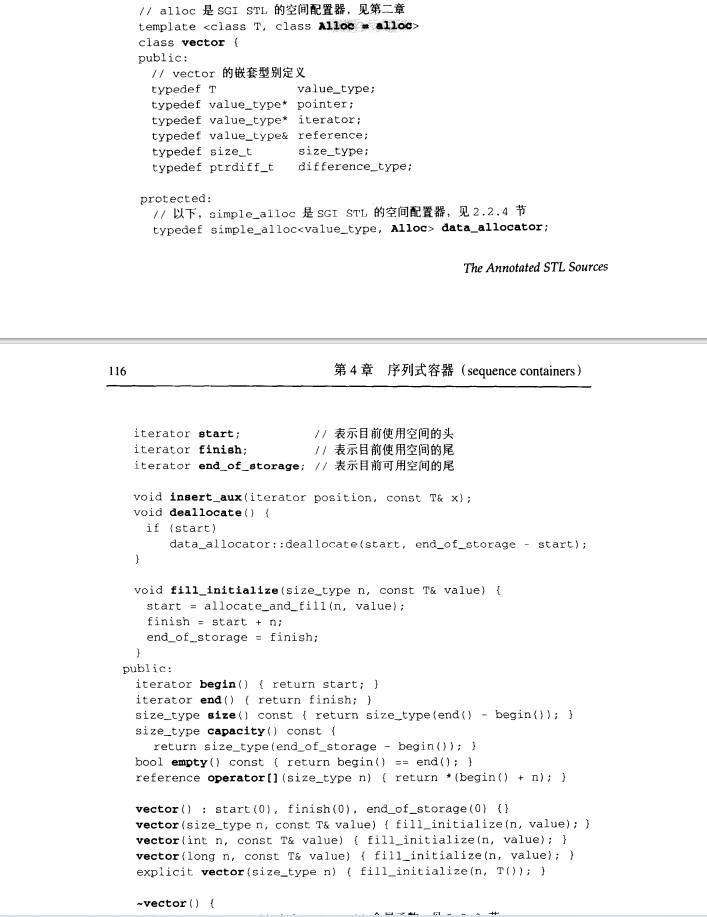 // alloc 是 SGI STL 的空间配置器，见第二章
template <class T, class Alloc = alloc>
class vector {
public:
// vector 的嵌套型别定义
typedef T value_type;
typedef value_type* pointer;
typedef value_type* iterator;
typedef value_type& reference;
typedef size_t size_type;
typedef ptrdiff_t difference_type;
protected:
// 以下，simple_alloc 是 SGI STL 的空间配置器，见 2.2.4 节
typedef simple_alloc<value_type, Alloc> data_allocator;
The Annotated STL Sources
116 第 4 章 序列式容器（sequence containers）
iterator start; // 表示目前使用空间的头
iterator finish; // 表示目前使用空间的尾
iterator end_of_storage; // 表示目前可用空间的尾
void insert_aux(iterator position, const T& x);
void deallocate() {
if (start)
data_allocator::deallocate(start, end_of_storage - start);
}
void fill_initialize(size_type n, const T& value) {
start = allocate_and_fill(n, value);
finish = start + n;
end_of_storage = finish;
}
public:
iterator begin() { return start; }
iterator end() { return finish; }
size_type size() const { return size_type(end() - begin()); }
size_type capacity() const {
return size_type(end_of_storage - begin()); }
bool empty() const { return begin() == end(); }
reference operator[](size_type n) { return *(begin() + n); }
vector() : start(0), finish(0), end_of_storage(0) {}
vector(size_type n, const T& value) { fill_initialize(n, value); }
vector(int n, const T& value) { fill_initialize(n, value); }
vector(long n, const T& value) { fill_initialize(n, value); }
explicit vector(size_type n) { fill_initialize(n, T()); }
~vector() {